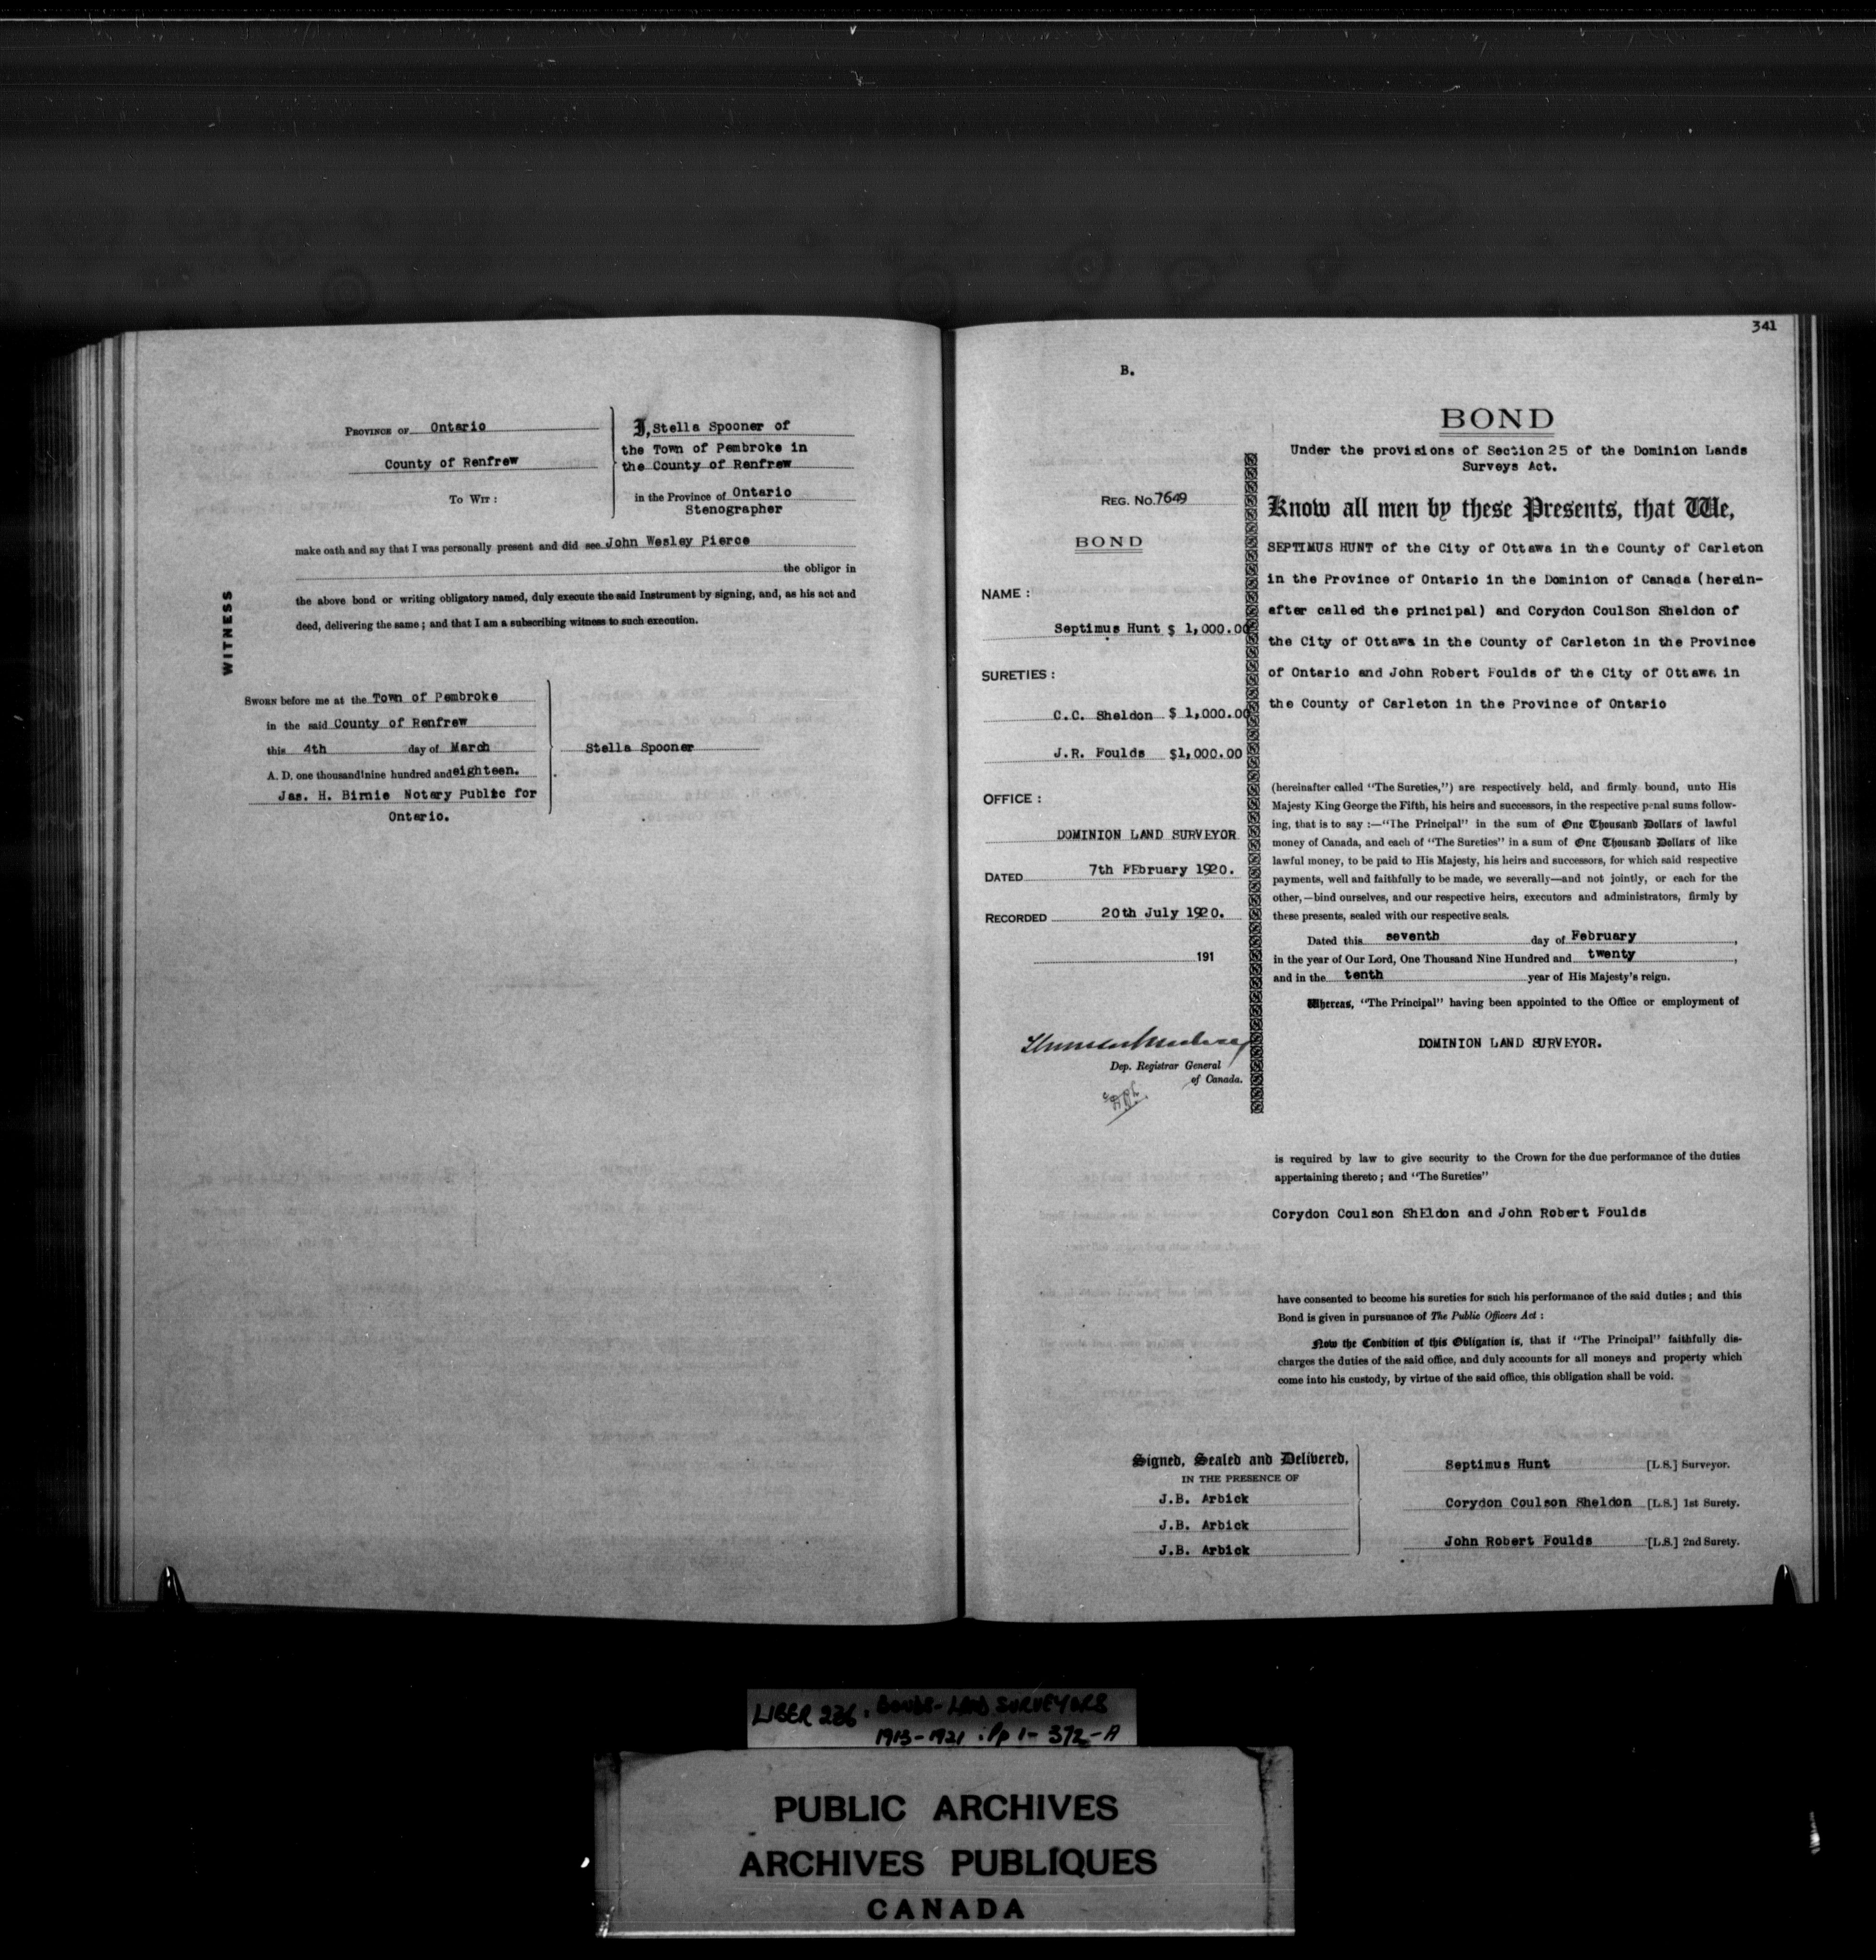 PROVINCE OF Ontario
County of Renfrew
TO WIT:
I, Stella Spooner of
the Town of Pembroke in
the County of Renfrew
in the Province of Ontario
Stenographer
make oath and say that I was personally present and did see John Wesley Pierce
the obligor in
the above bond or writing obligatory named, duly execute the said Instrument by signing, and, as his act and
deed, delivering the same; and that I am a subscribing witness to such execution.
WITNESS
SWORN before me at the Town of Pembroke
in the said County of Renfrew
this 4th day of March
A. D. one thousand nine hundred and eighteen.
Jas. H. Birnie Notary Public for
Ontario.
Stella Spooner
341
B.
REG. No. 7649
BOND
NAME:
Septimus Hunt $ 1,000.00
SURETIES:
C.C. Sheldon $ 1,000.00
J.R. Foulds $1,000.00
OFFICE:
DOMINION LAND SURVEYOR
DATED 7th FEbruary 1920.
RECORDED 20th July 1920.
191
Dep. Registrar General
of Canada.
BOND
Under the provisions of Section 25 of the Dominion Lands
Surveys Act.
Know all men by these Presents, that We,
SEPTIMUS HUNT of the City of Ottawa in the County of Carleton
in the Province of Ontario in the Dominion of Canada (herein-
after called the principal) and Corydon CoulSon Sheldon of
the City of Ottawa in the County of Carleton in the Province
of Ontario and John Robert Foulds of the City of Ottawa in
the County of Carleton in the Province of Ontario
(hereinafter called "The Sureties,") are respectively held, and firmly bound, unto His
Majesty King George the Fifth, his heirs and successors, in the respective penal sums follow-
ing, that is to say :—"The Principal" in the sum of One Thousand Dollars of lawful
money of Canada, and each of "The Sureties" in a sum of One Thousand Dollars of like
lawful money, to be paid to His Majesty, his heirs and successors, for which said respective
payments, well and faithfully to be made, we severally—and not jointly, or each for the
other,—bind ourselves, and our respective heirs, executors and administrators, firmly by
these presents, sealed with our respective seals.
Dated this seventh day of February,
in the year of Our Lord, One Thousand Nine Hundred and twenty,
and in the tenth year of His Majesty's reign.
Whereas, "The Principal" having been appointed to the Office or employment of
DOMINION LAND SURVEYOR.
is required by law to give security to the Crown for the due performance of the duties
appertaining thereto; and "The Sureties"
Corydon Coulson ShEldon and John Robert Foulds
have consented to become his sureties for such his performance of the said duties; and this
Bond is given in pursuance of The Public Officers Act:
Now the Condition of this Obligation is, that if "The Principal" faithfully dis-
charges the duties of the said office, and duly accounts for all moneys and property which
come into his custody, by virtue of the said office, this obligation shall be void.
Signed, Sealed and Delivered,
IN THE PRESENCE OF
J.B. Arbick
J.B. Arbick
J.B. Arbick
Septimus Hunt [L.S.] Surveyor.
Corydon Coulson Sheldon [L.S.] 1st Surety.
John Robert Foulds [L.S.] 2nd Surety.
LIBER 226: BONDS-LAND SURVEYORS
1913-1921 : Pp 1-372-A
PUBLIC ARCHIVES
ARCHIVES PUBLIQUES
CANADA